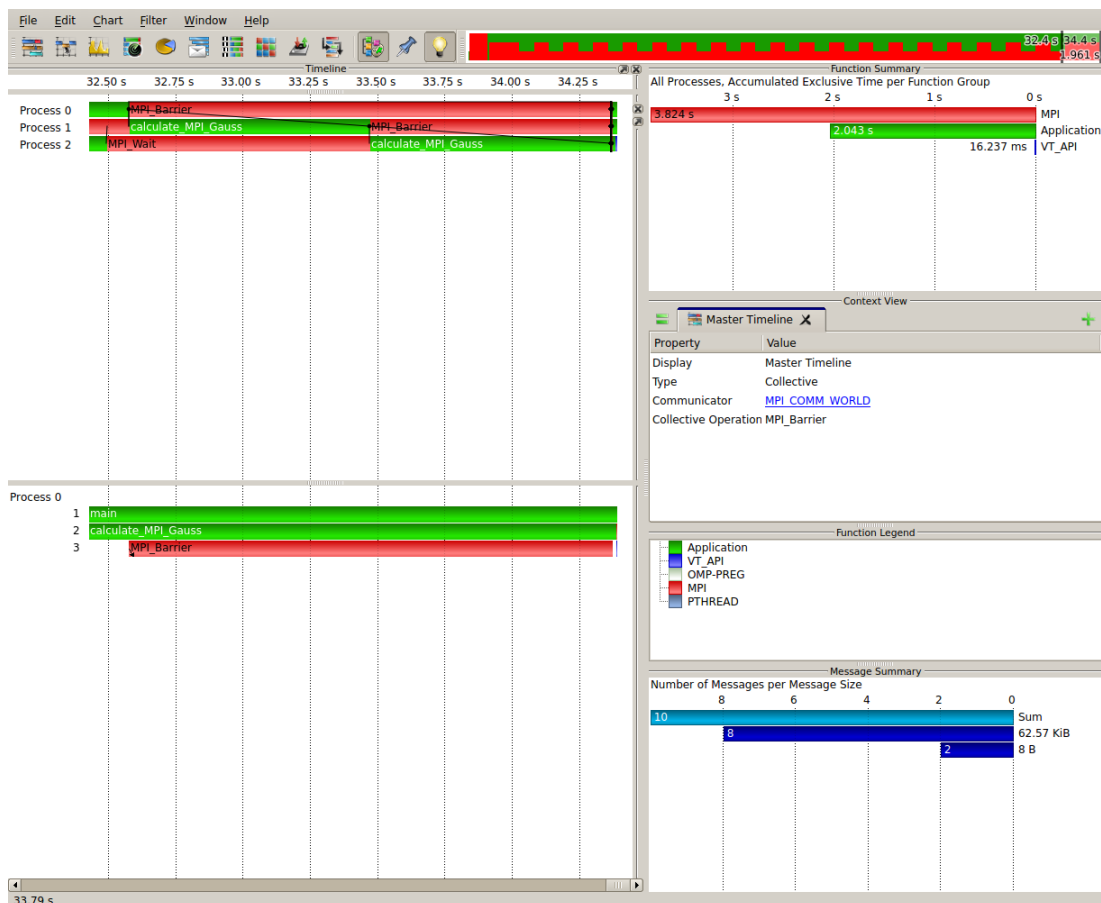 File Edit Chart Filter Window Help
32.4 s 34.4 s
1.961 s
Timeline
32.50 s 32.75 s 33.00 s 33.25 s 33.50 s 33.75 s 34.00 s 34.25 s
Process 0 MPI_Barrier
Process 1 calculate_MPI_Gauss MPI_Barrier
Process 2 MPI_Wait calculate_MPI_Gauss
Process 0
1 main
2 calculate_MPI_Gauss
3 MPI_Barrier
33.79 s
Function Summary
All Processes, Accumulated Exclusive Time per Function Group
3 s 2 s 1 s 0 s
3.824 s MPI
2.043 s Application
16.237 ms VT_API
Context View
Master Timeline
Property Value
Display Master Timeline
Type Collective
Communicator MPI_COMM_WORLD
Collective Operation MPI_Barrier
Function Legend
Application
VT_API
OMP-PREG
MPI
PTHREAD
Message Summary
Number of Messages per Message Size
8 6 4 2 0
10 Sum
8 62.57 KiB
2 8 B